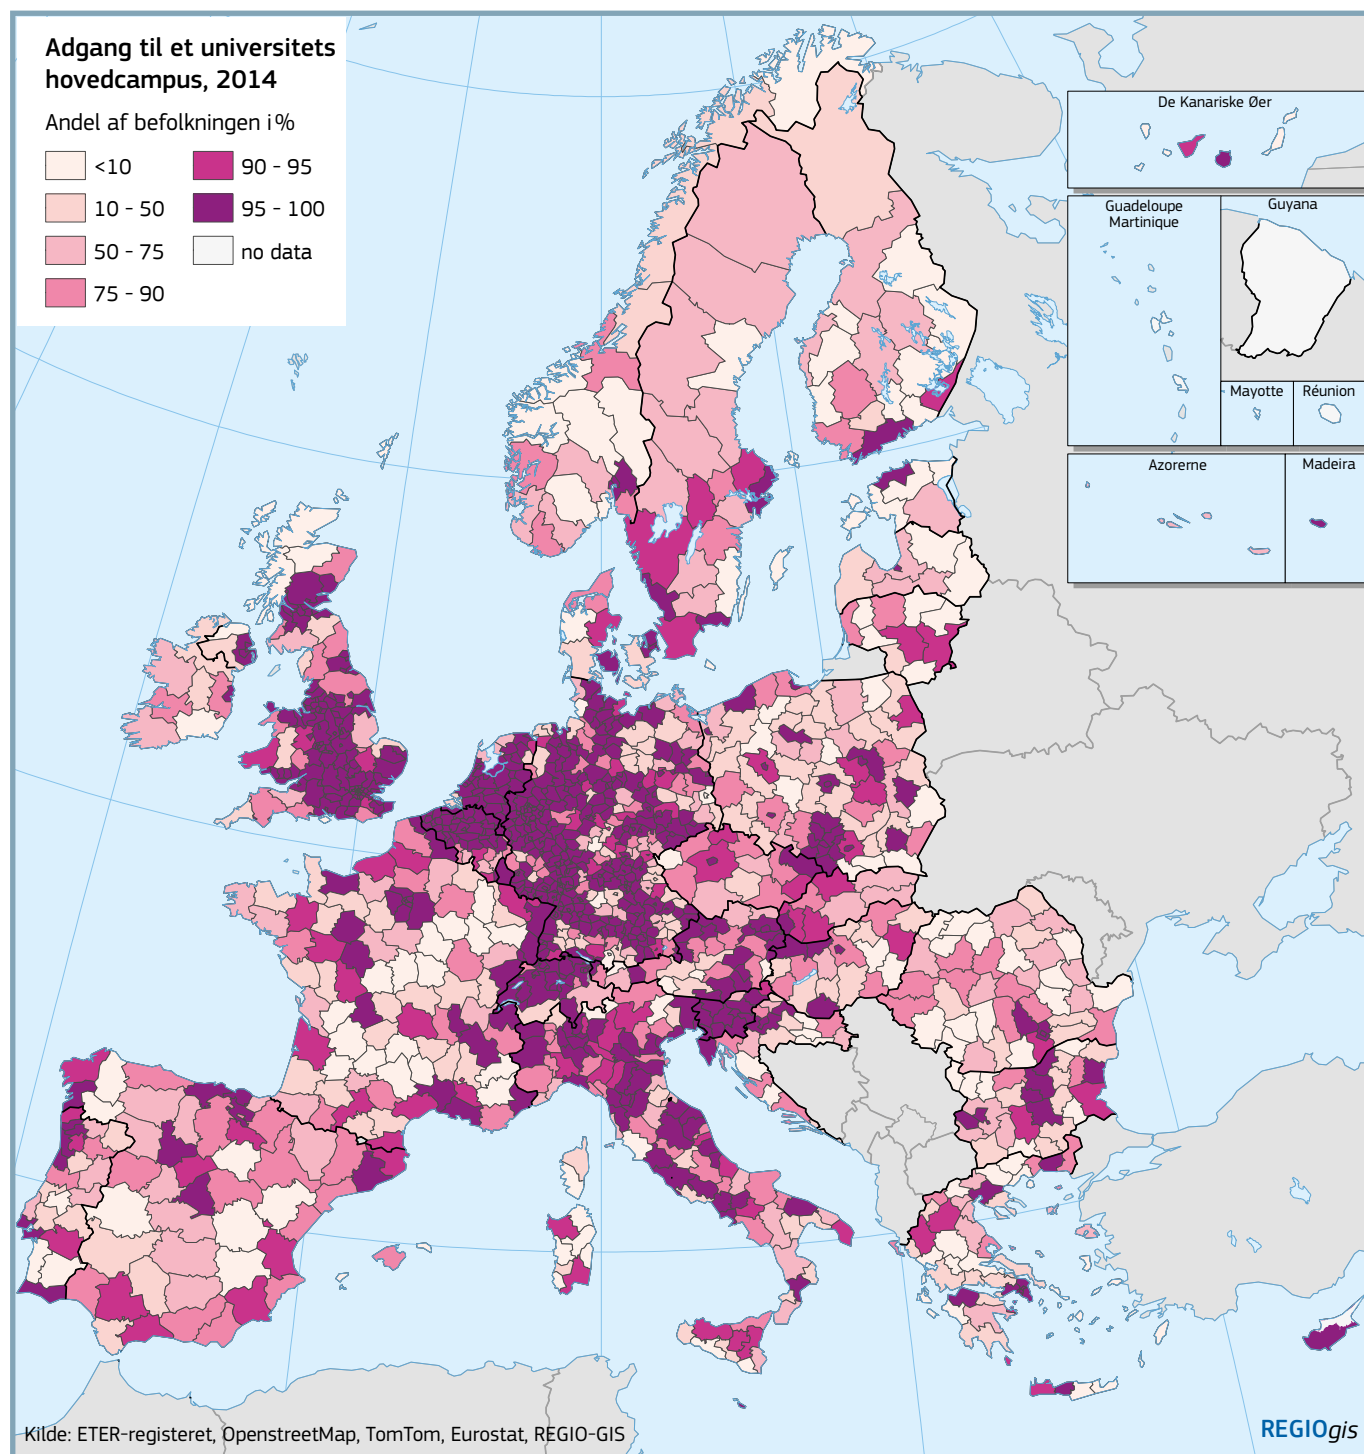 Adgang til et universitets
hovedcampus, 2014
Andel af befolkningen i%
<10
10 - 50
50 - 75
75 - 90
90 - 95
95 - 100
no data
De Kanariske Øer
Guadeloupe
Martinique
Guyana
Mayotte
Réunion
Azorerne
Madeira
Kilde: ETER-registeret, OpenstreetMap, TomTom, Eurostat, REGIO-GIS
REGIOgis